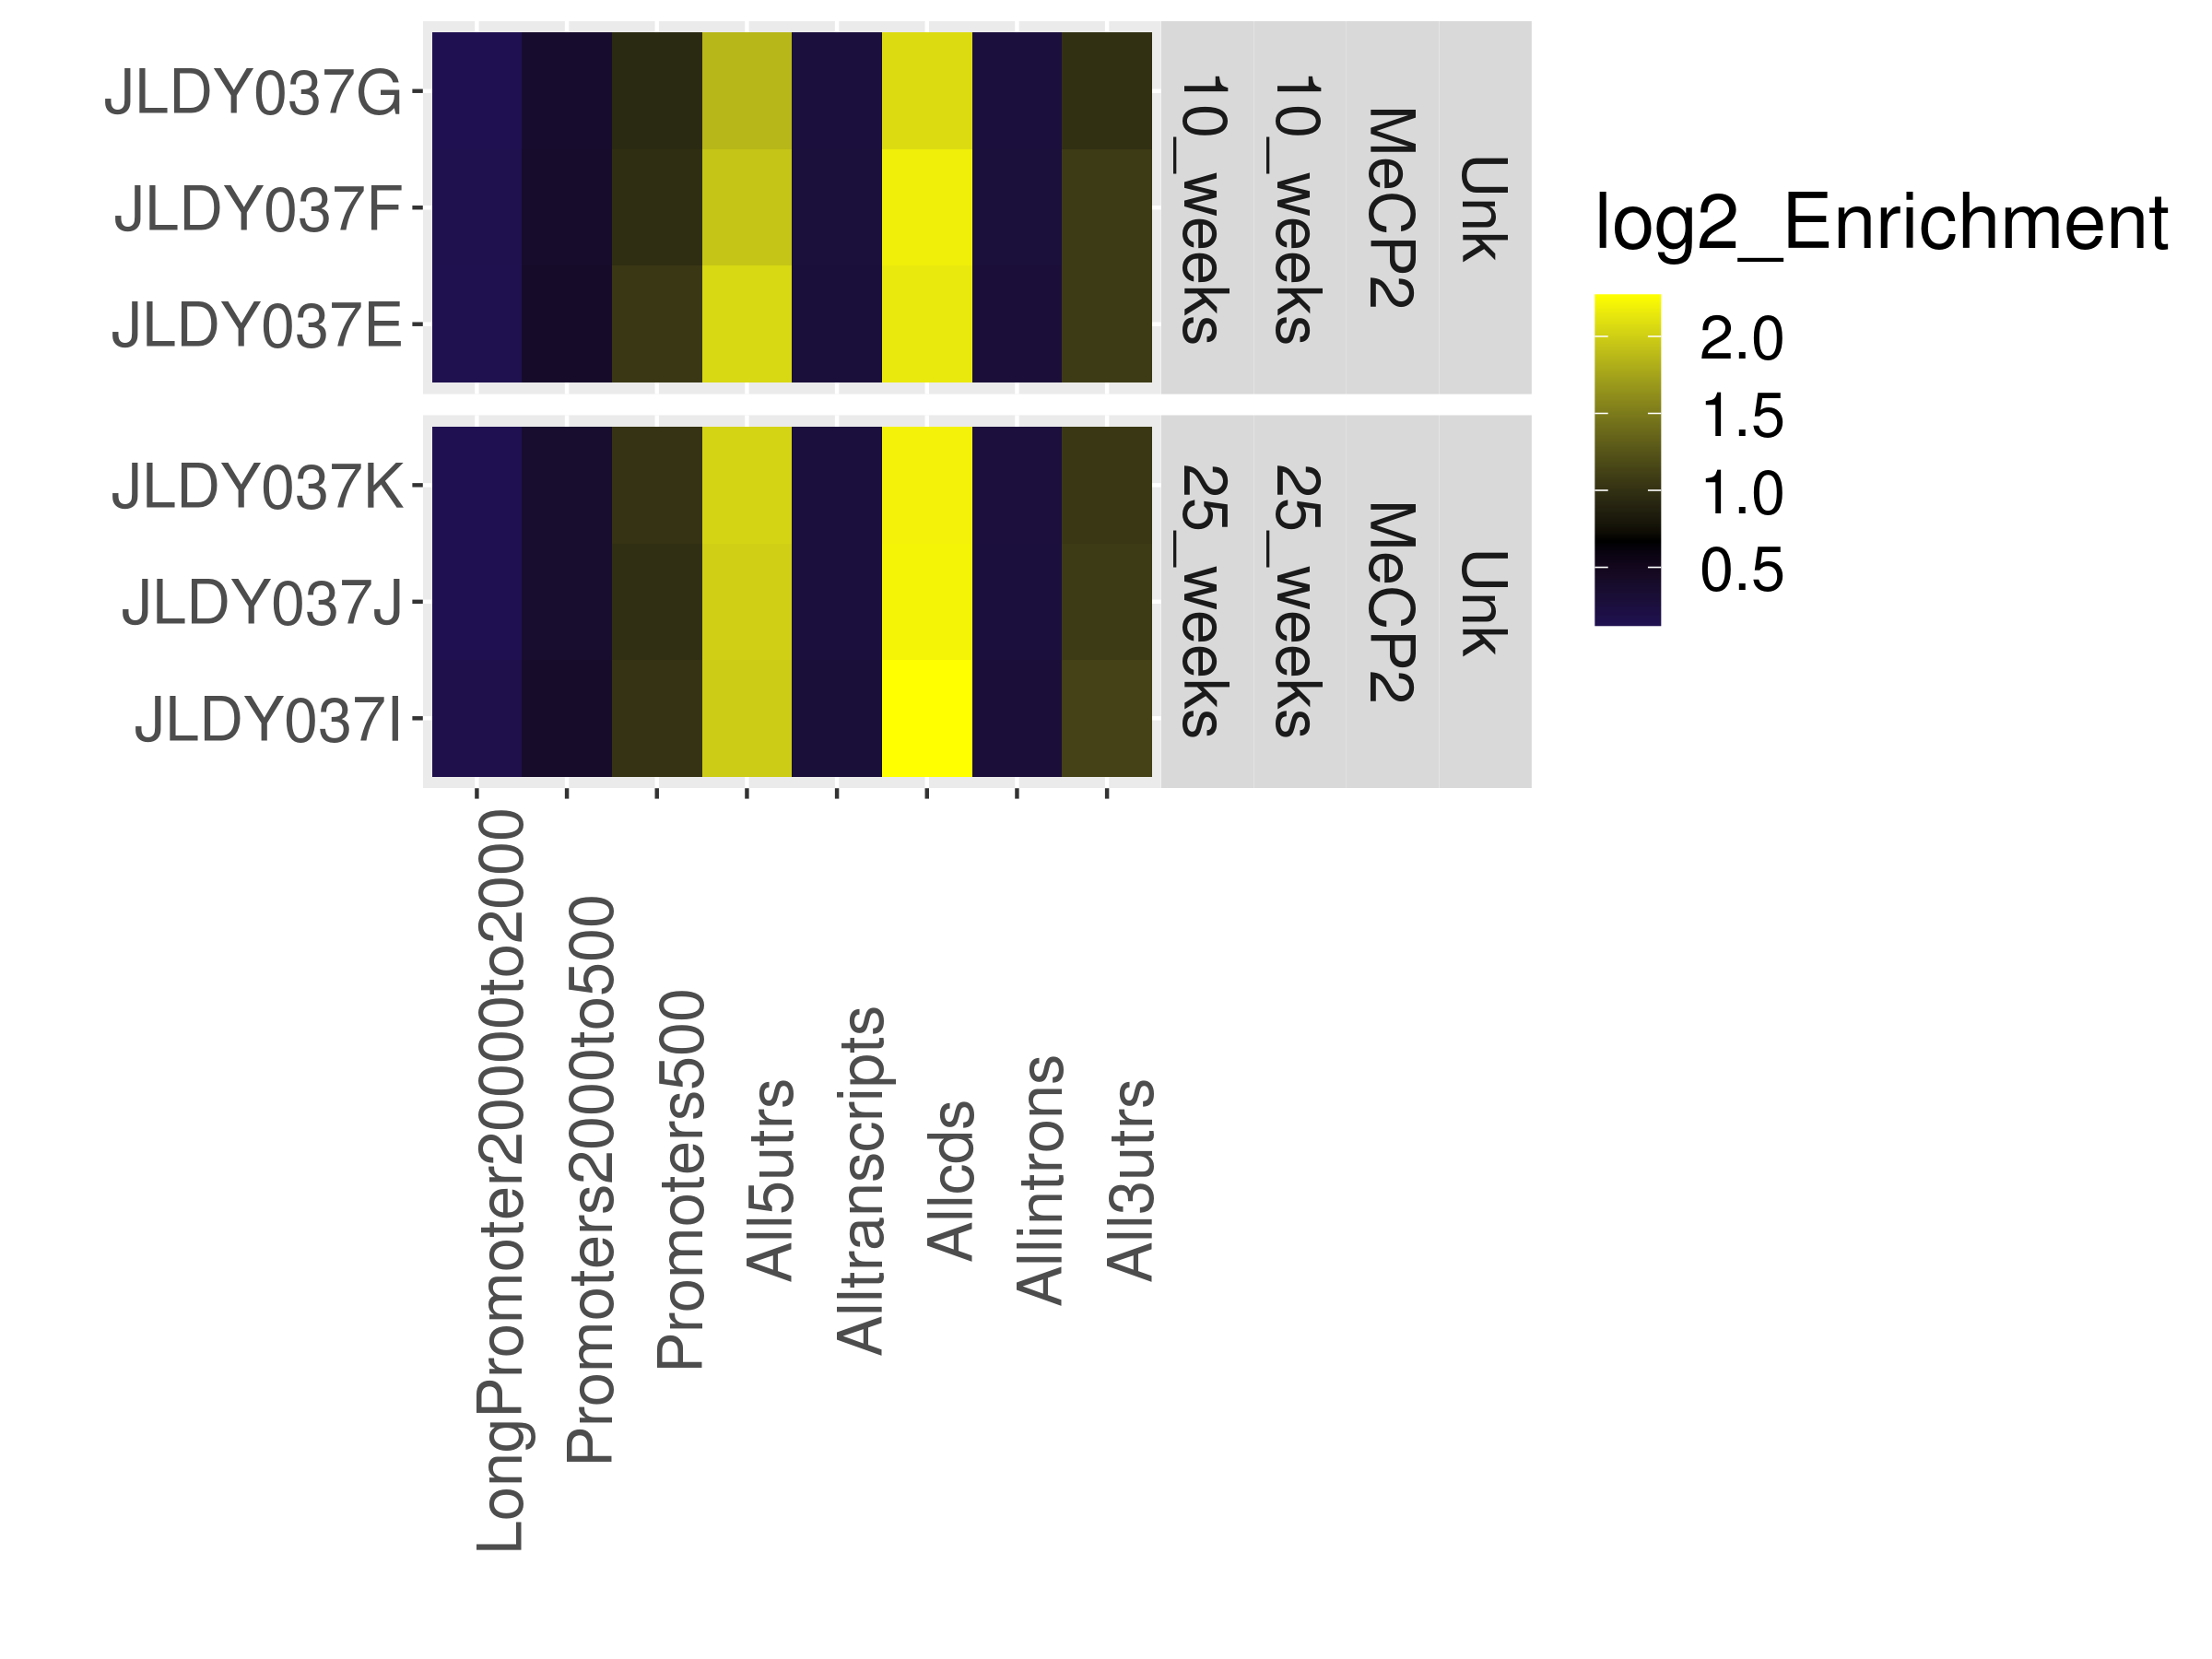 JLDY037G
JLDY037F
JLDY037E
10_weeks
10_weeks
MeCP2
Unk
JLDY037K
JLDY037J
JLDY037I
25_weeks
25_weeks
MeCP2
Unk
log2_Enrichment
2.0
1.5
1.0
0.5
LongPromoter20000to2000
Promoters2000to500
Promoters500
All5utrs
Alltranscripts
Allcds
Allintrons
All3utrs